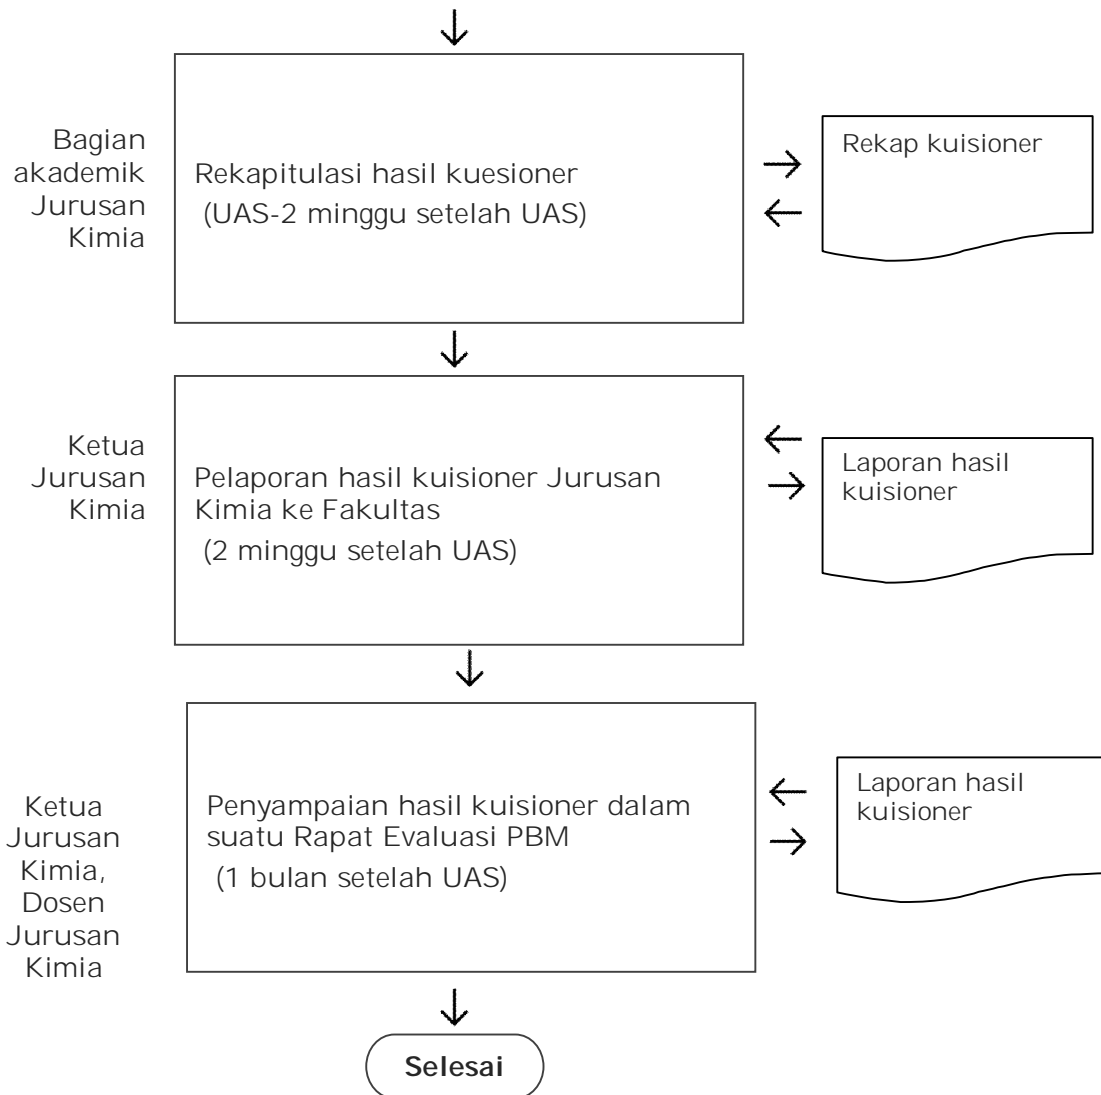 Bagian
akademik
Jurusan
Kimia
Rekapitulasi hasil kuesioner
(UAS-2 minggu setelah UAS)
Rekap kuisioner
Ketua
Jurusan
Kimia
Pelaporan hasil kuisioner Jurusan
Kimia ke Fakultas
(2 minggu setelah UAS)
Laporan hasil
kuisioner
Ketua
Jurusan
Kimia,
Dosen
Jurusan
Kimia
Penyampaian hasil kuisioner dalam
suatu Rapat Evaluasi PBM
(1 bulan setelah UAS)
Laporan hasil
kuisioner
Selesai